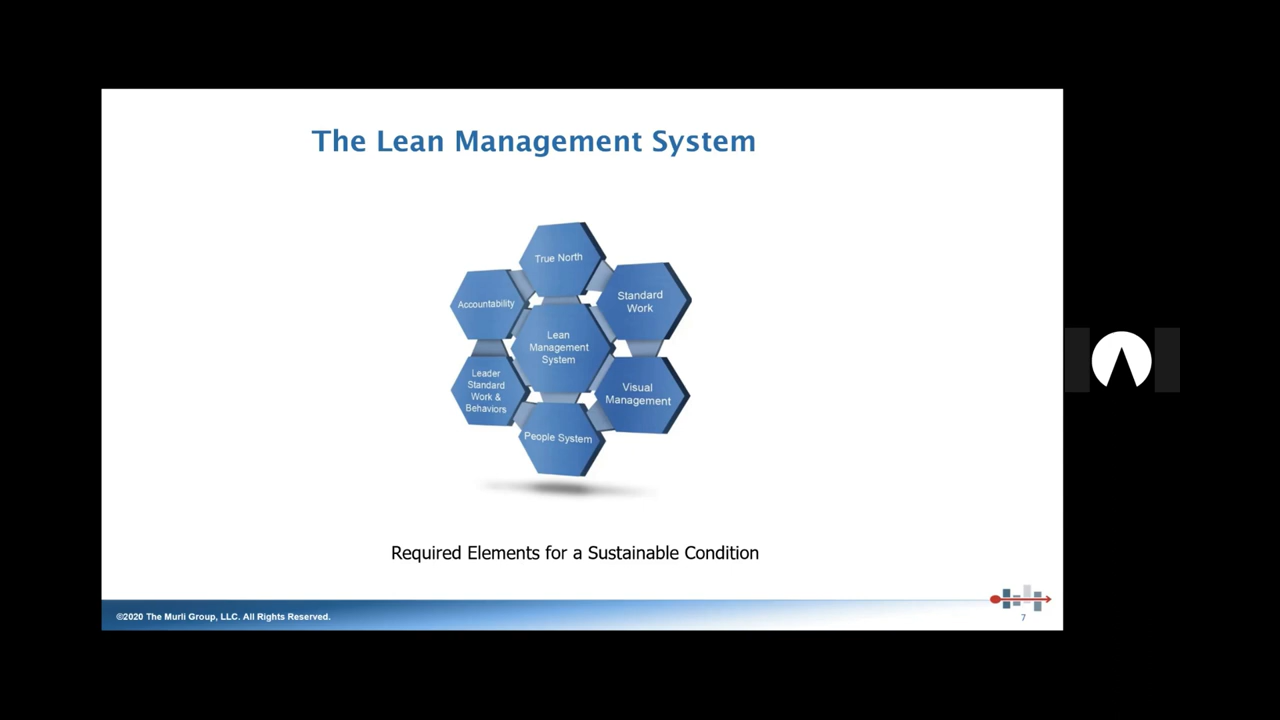 The Lean Management System
True North
Accountability
Standard
Work
Lean
Management
System
Leader
Standard
Work &
Behaviors
Visual
Management
People System
Required Elements for a Sustainable Condition
©2020 The Murli Group, LLC. All Rights Reserved.
7